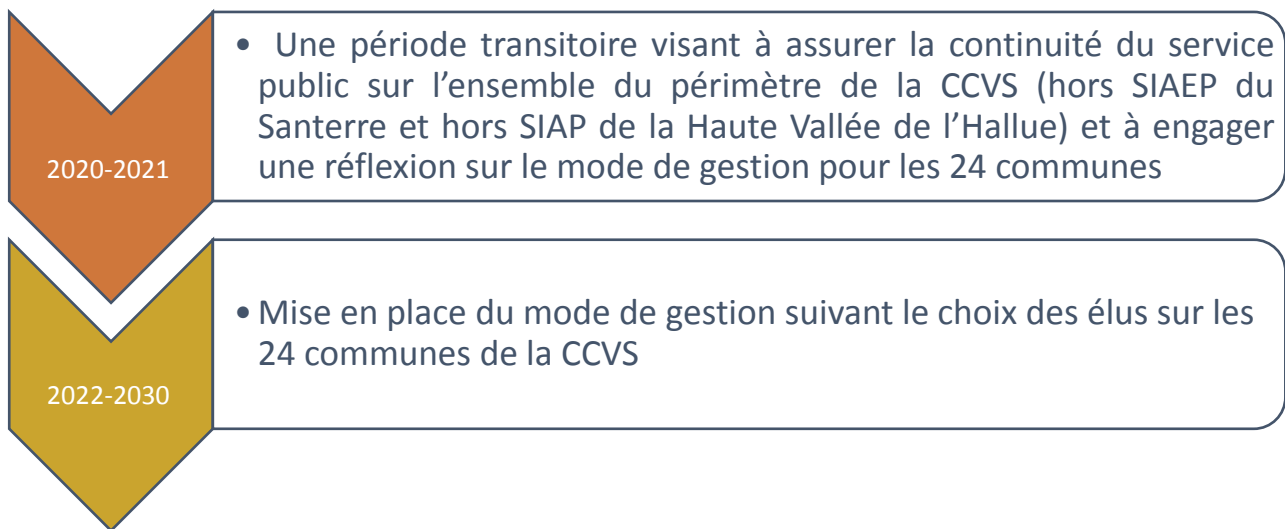 2020-2021
• Une période transitoire visant à assurer la continuité du service
public sur l’ensemble du périmètre de la CCVS (hors SIAEP du
Santerre et hors SIAP de la Haute Vallée de l’Hallue) et à engager
une réflexion sur le mode de gestion pour les 24 communes
2022-2030
• Mise en place du mode de gestion suivant le choix des élus sur les
24 communes de la CCVS